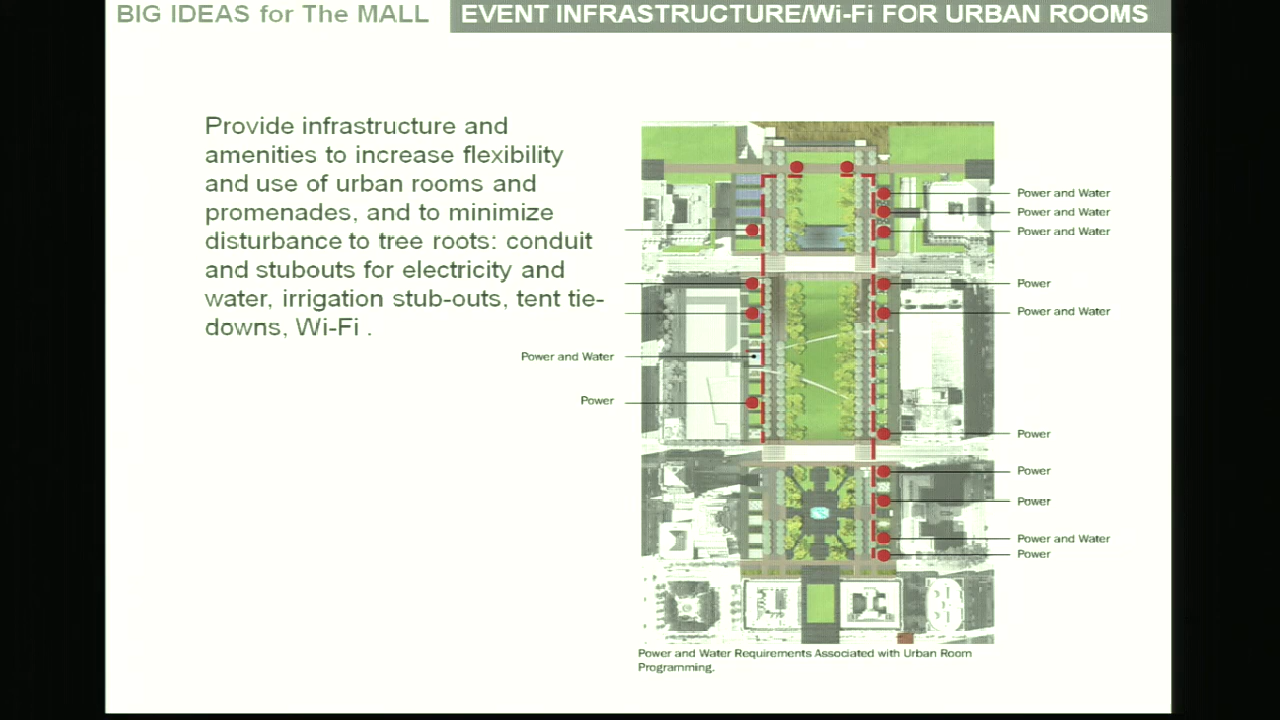 BIG IDEAS for The MALL
EVENT INFRASTRUCTURE/Wi-Fi FOR URBAN ROOMS
Provide infrastructure and
amenities to increase flexibility
and use of urban rooms and
promenades, and to minimize
disturbance to tree roots: conduit
and stubouts for electricity and
water, irrigation stub-outs, tent tie-
downs, Wi-Fi .
Power and Water
Power
Power and Water
Power and Water
Power and Water
Power
Power and Water
Power
Power
Power
Power and Water
Power
Power and Water Requirements Associated with Urban Room
Programming.